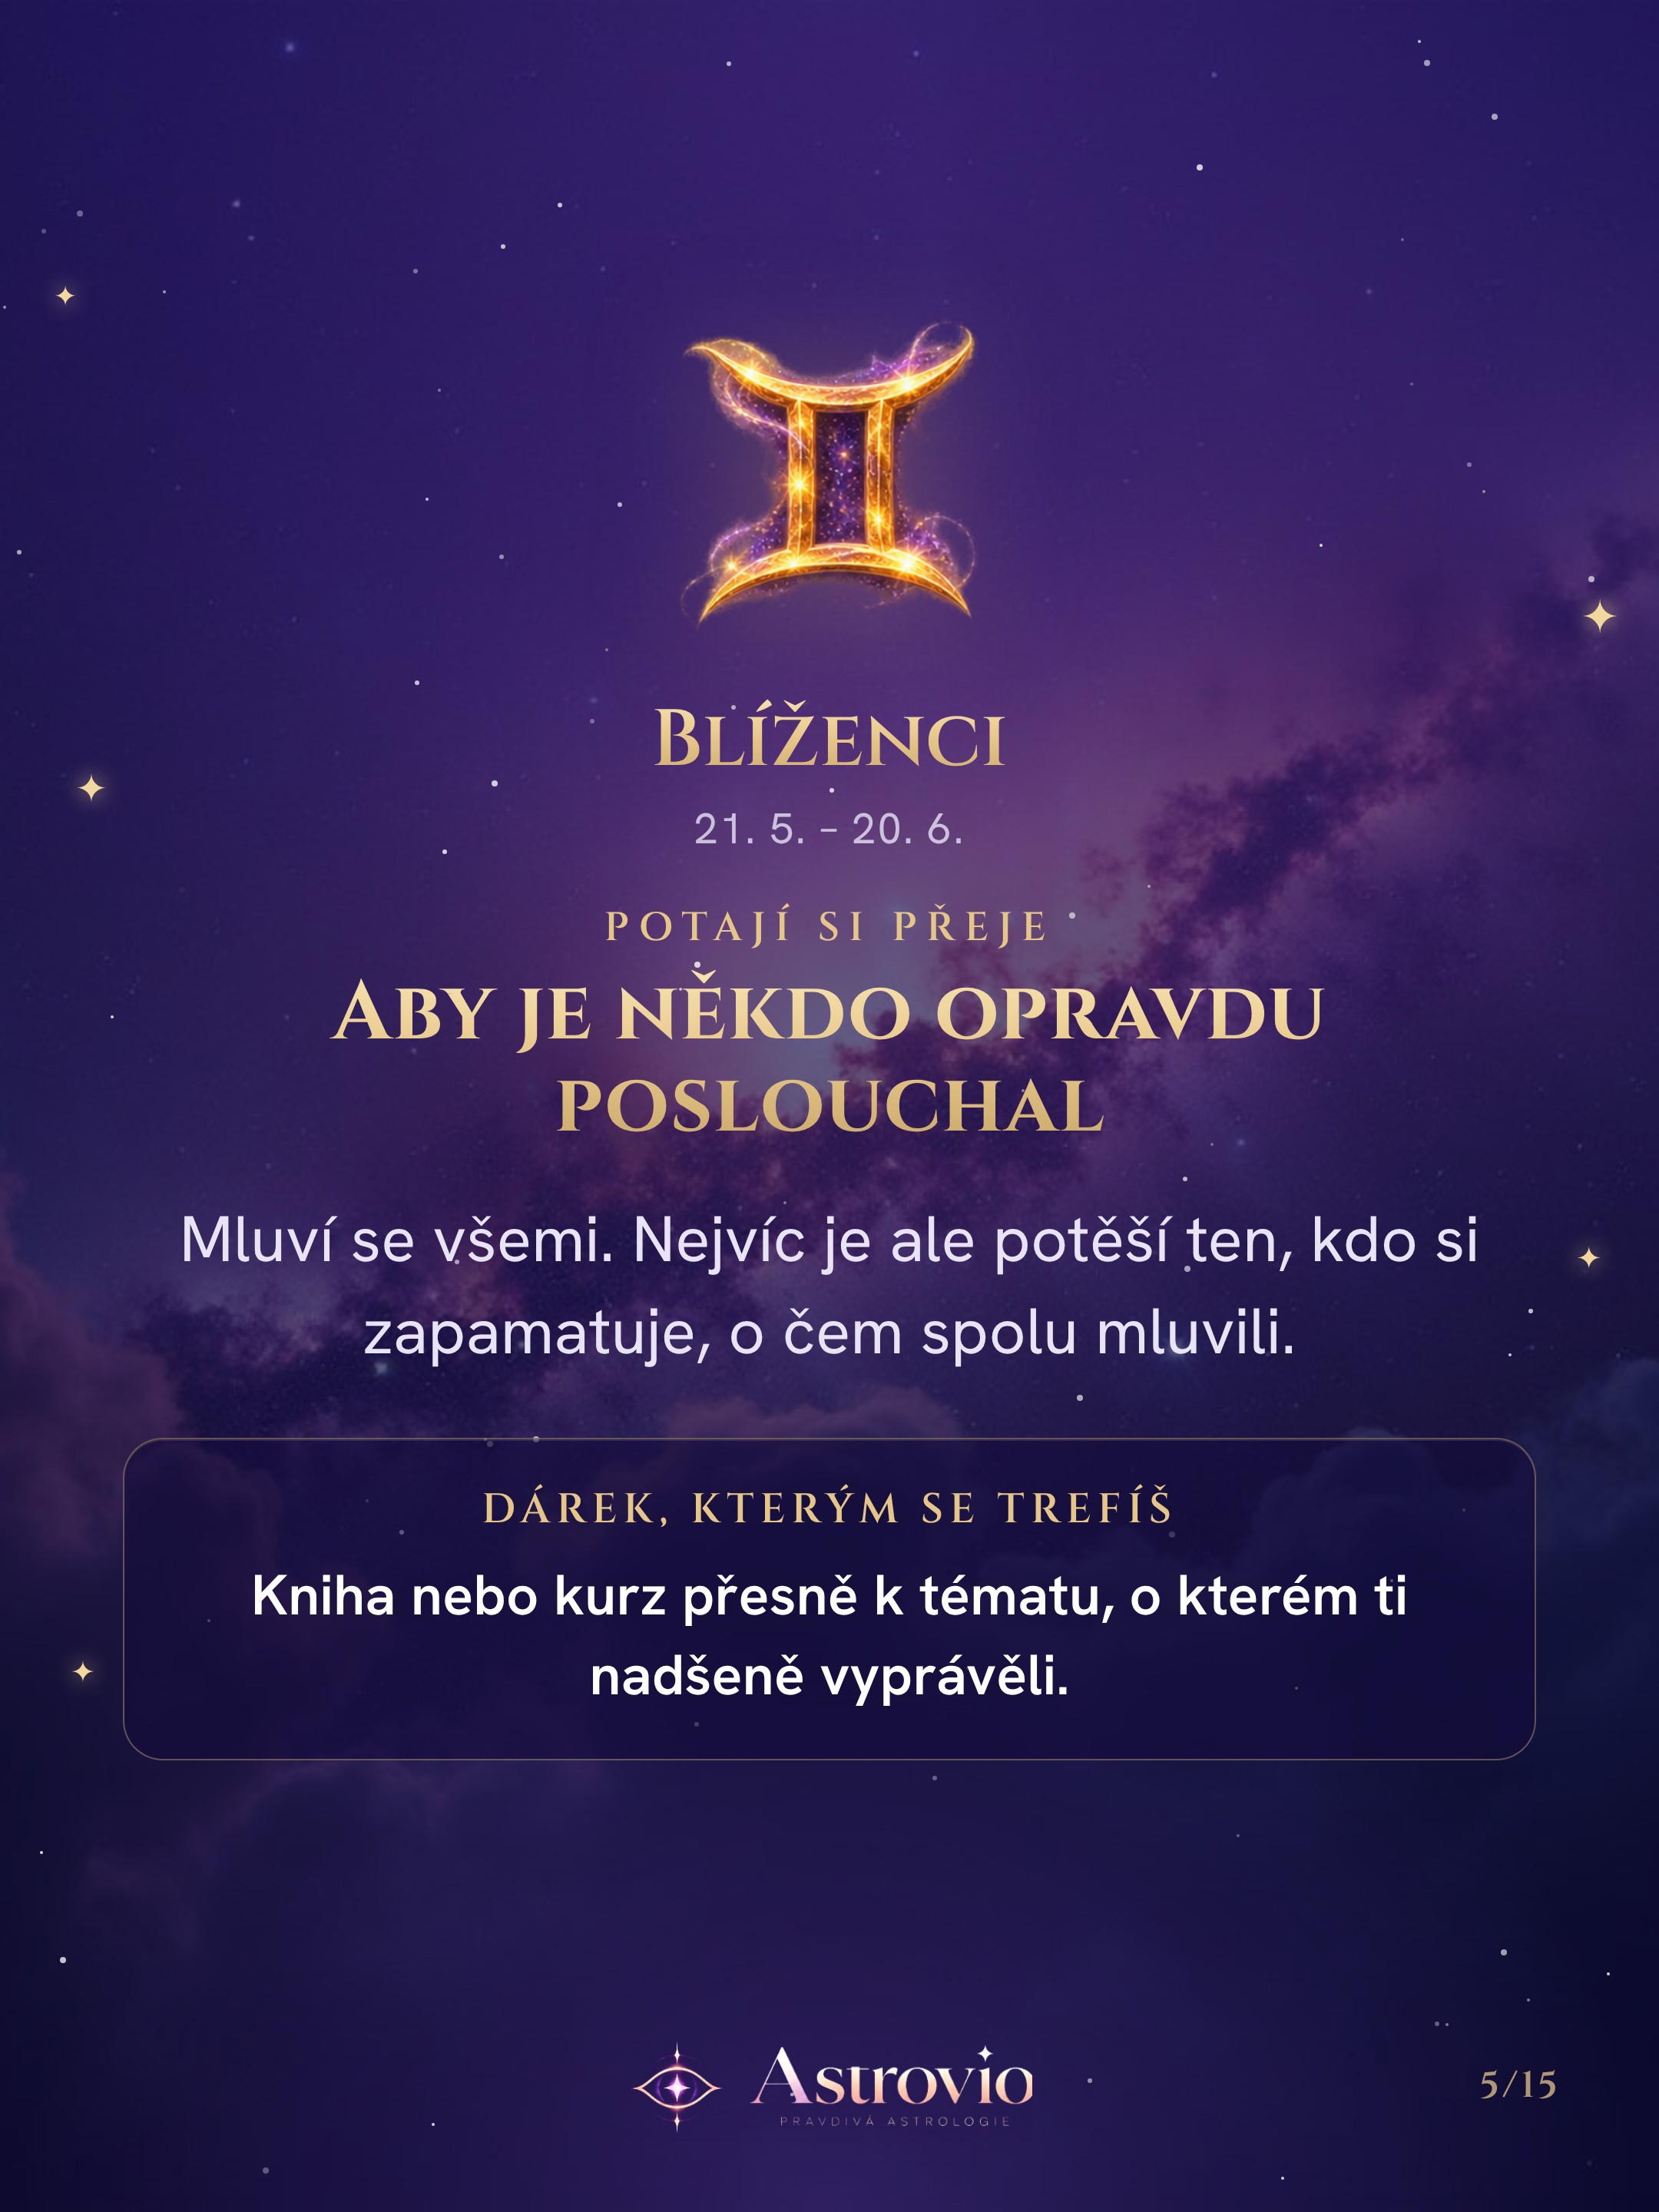 Blíženci
21. 5. – 20. 6.
POTAJÍ SI PŘEJE
Aby je někdo opravdu
poslouchal
Mluví se všemi. Nejvíc je ale potěší ten, kdo si
zapamatuje, o čem spolu mluvili.
DÁREK, KTERÝM SE TREFÍŠ
Kniha nebo kurz přesně k tématu, o kterém ti
nadšeně vyprávěli.
Astrovio
PRAVDIVÁ ASTROLOGIE
5/15